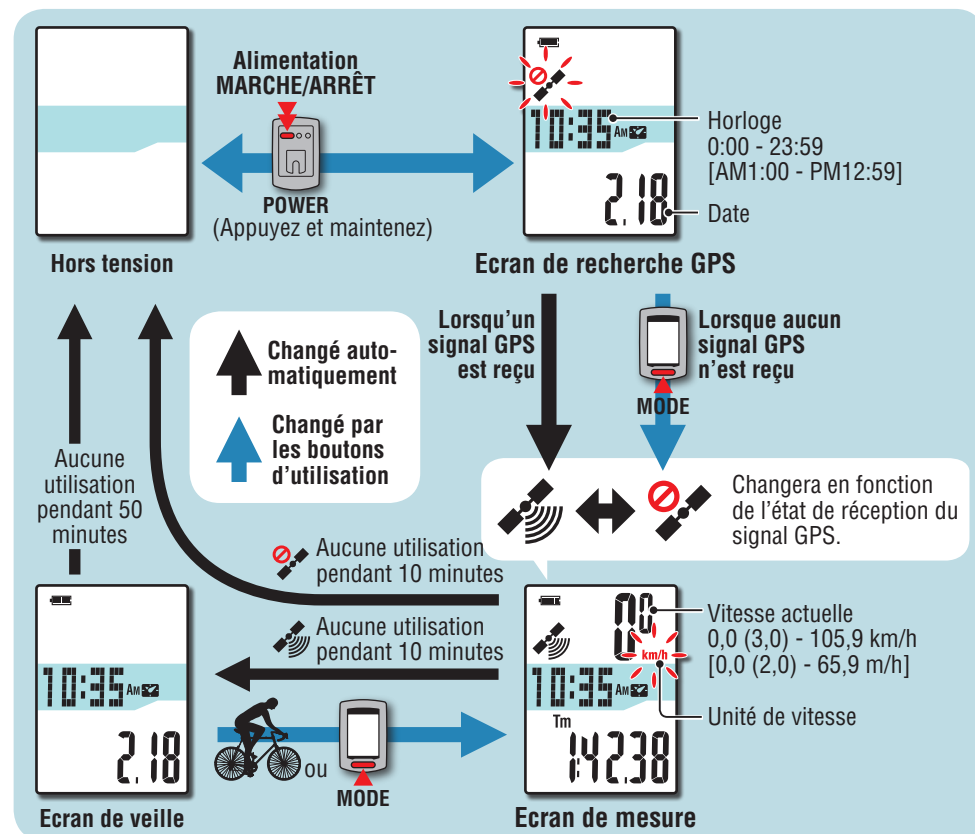 Alimentation
MARCHE/ARRÊT
POWER
(Appuyez et maintenez)
Hors tension
10:35 AM
2.18
Horloge
0:00 - 23:59
[AM1:00 - PM12:59]
Date
Ecran de recherche GPS
Changé auto-
matiquement
Changé par
les boutons
d'utilisation
Lorsqu'un
signal GPS
est reçu
Lorsque aucun
signal GPS
n'est reçu
MODE
Changera en fonction
de l'état de réception du
signal GPS.
Aucune
utilisation
pendant 50
minutes
Aucune utilisation
pendant 10 minutes
Aucune utilisation
pendant 10 minutes
10:35 AM
2.18
Ecran de veille
ou
MODE
0.0
km/h
10:35 AM
Tm
1:42.38
Vitesse actuelle
0,0 (3,0) - 105,9 km/h
[0,0 (2,0) - 65,9 m/h]
Unité de vitesse
Ecran de mesure